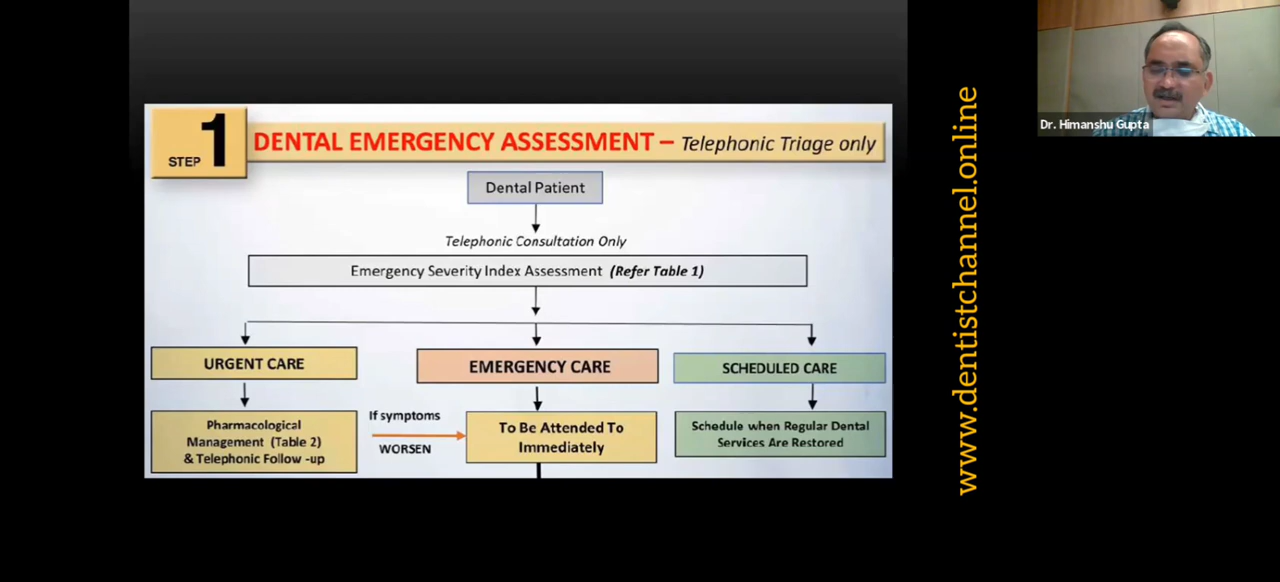 STEP 1
DENTAL EMERGENCY ASSESSMENT – Telephonic Triage only
Dental Patient
Telephonic Consultation Only
Emergency Severity Index Assessment (Refer Table 1)
URGENT CARE
EMERGENCY CARE
SCHEDULED CARE
Pharmacological
Management (Table 2)
& Telephonic Follow -up
If symptoms
WORSEN
To Be Attended To
Immediately
Schedule when Regular Dental
Services Are Restored
www.dentistchannel.online
Dr. Himanshu Gupta